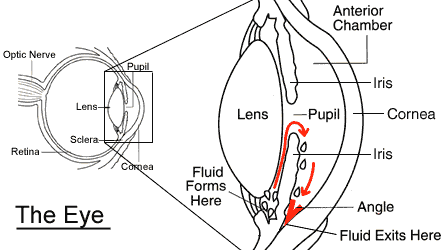 Optic Nerve
Pupil
Lens
Sclera
Retina
Cornea
The Eye
Anterior
Chamber
Iris
Lens
Pupil
Cornea
Iris
Fluid
Forms
Here
Angle
Fluid Exits Here